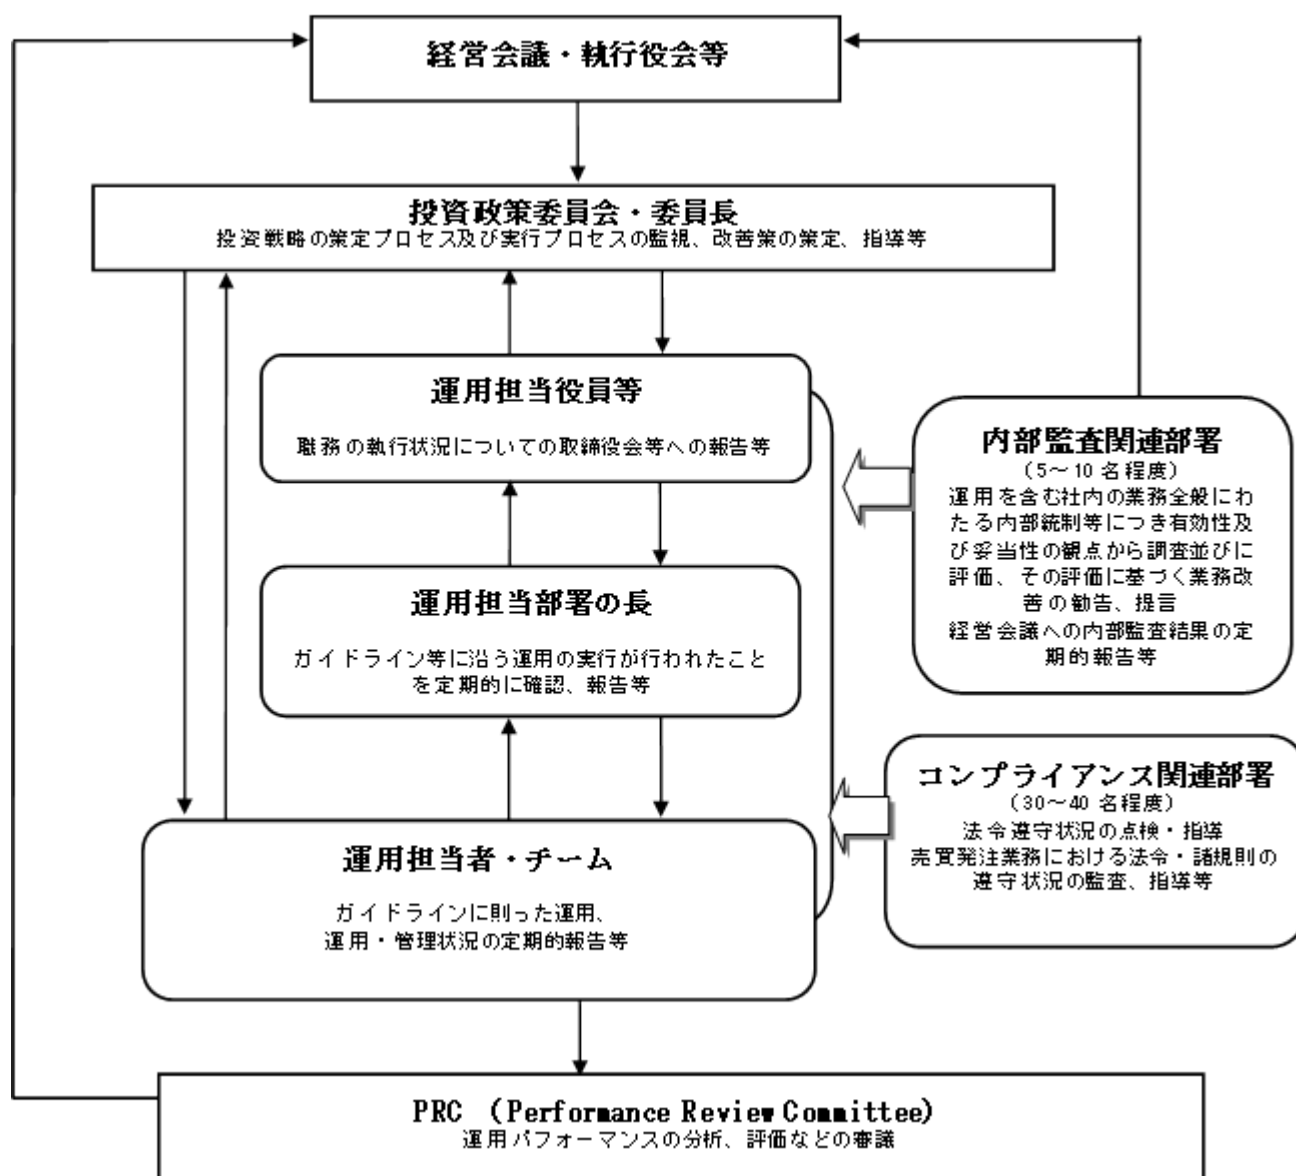 経営会議・執行役会等
投資政策委員会・委員長
投資戦略の策定プロセス及び実行プロセスの監視、改善策の策定、指導等
運用担当役員等
職務の執行状況についての取締役会等への報告等
運用担当部署の長
ガイドライン等に沿う運用の実行が行われたこと
を定期的に確認、報告等
運用担当者・チーム
ガイドラインに則った運用、
運用・管理状況の定期的報告等
内部監査関連部署
（5～10 名程度）
運用を含む社内の業務全般にわ
たる内部統制等につき有効性及
び妥当性の観点から調査並びに
評価、その評価に基づく業務改
善の勧告、提言
経営会議への内部監査結果の定
期的報告等
コンプライアンス関連部署
（30～40 名程度）
法令遵守状況の点検・指導
売買発注業務における法令・諸規則の
遵守状況の監査、指導等
PRC （Performance Review Committee）
運用パフォーマンスの分析、評価などの審議